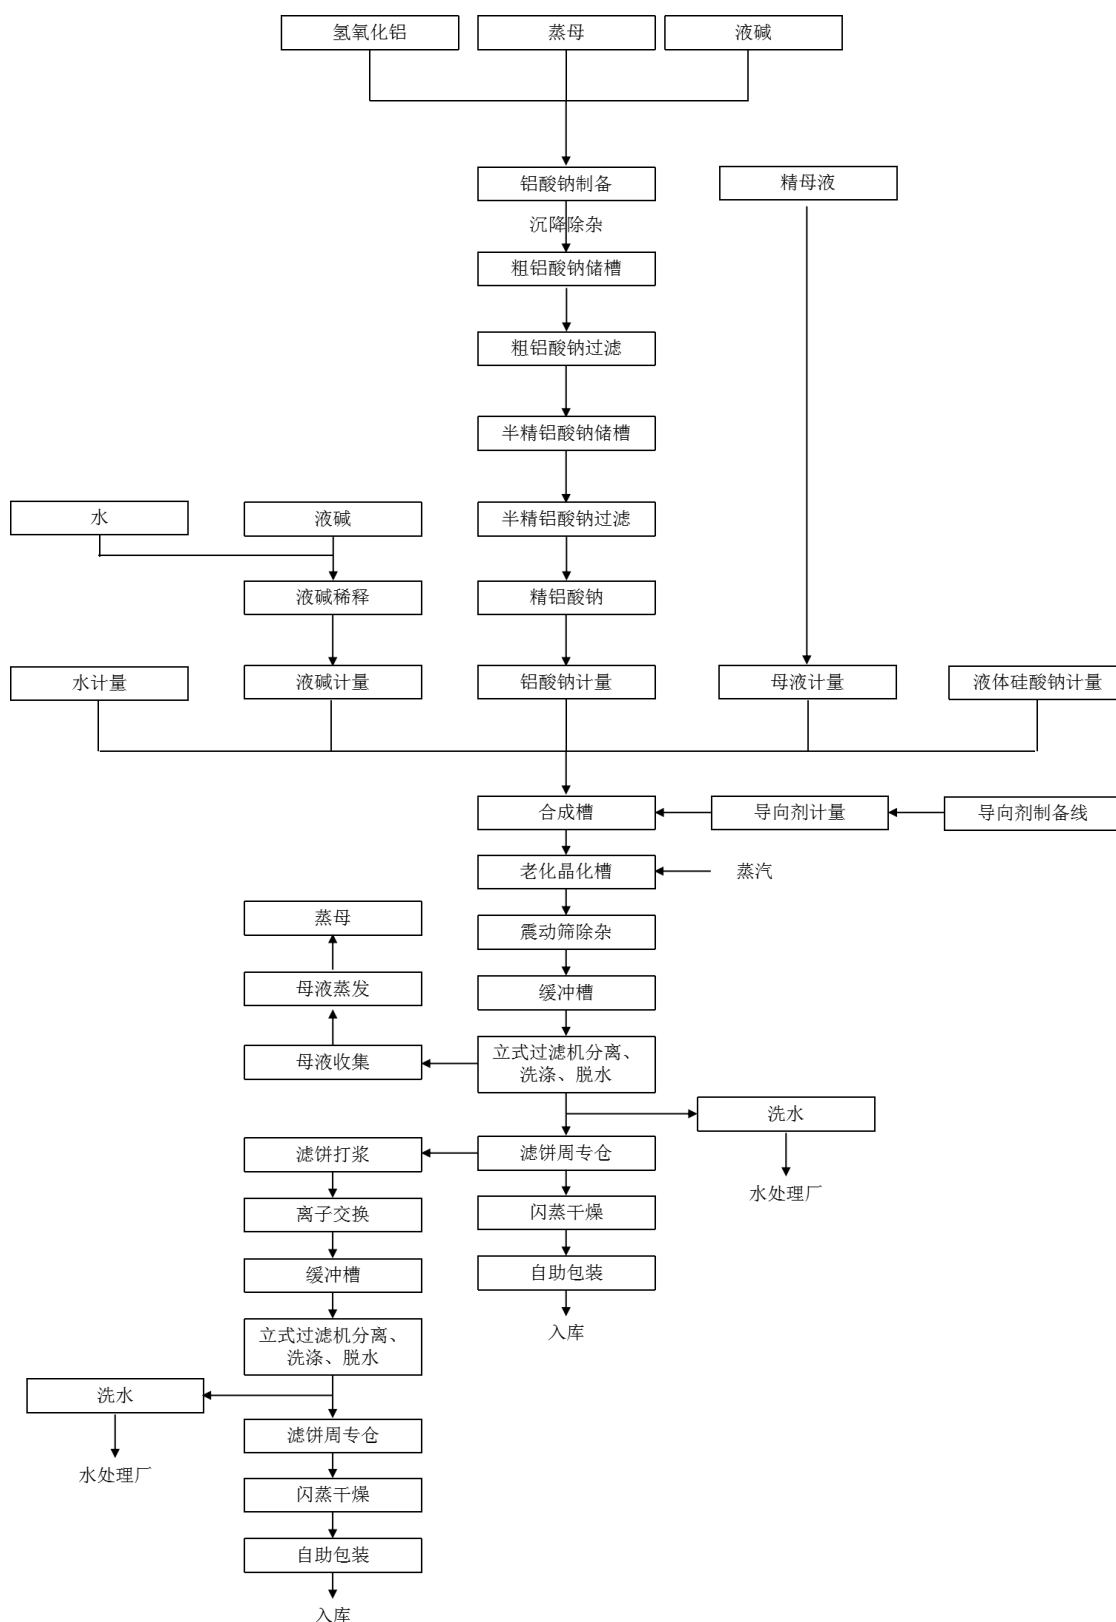 氢氧化铝
蒸母
液碱
铝酸钠制备
精母液
沉降除杂
粗铝酸钠储槽
粗铝酸钠过滤
半精铝酸钠储槽
水
液碱
半精铝酸钠过滤
液碱稀释
精铝酸钠
水计量
液碱计量
铝酸钠计量
母液计量
液体硅酸钠计量
合成槽
导向剂计量
导向剂制备线
老化晶化槽
蒸汽
蒸母
震动筛除杂
母液蒸发
缓冲槽
母液收集
立式过滤机分离、
洗涤、脱水
洗水
滤饼打浆
滤饼周专仓
水处理厂
离子交换
闪蒸干燥
缓冲槽
自助包装
入库
立式过滤机分离、
洗涤、脱水
洗水
滤饼周专仓
水处理厂
闪蒸干燥
自助包装
入库